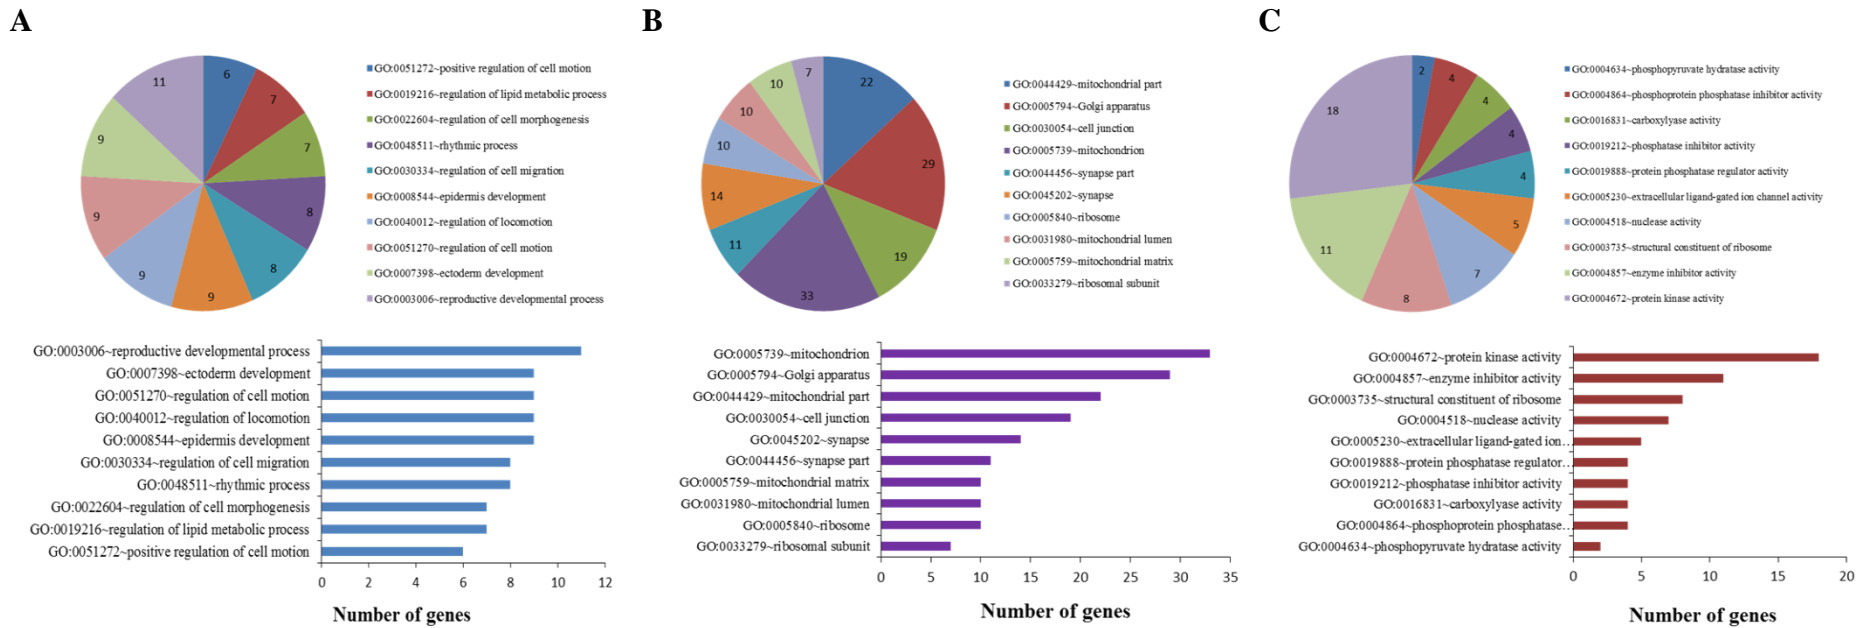 A
6
7
7
8
8
9
9
9
9
11
GO:0051272~positive regulation of cell motion
GO:0019216~regulation of lipid metabolic process
GO:0022604~regulation of cell morphogenesis
GO:0048511~rhythmic process
GO:0030334~regulation of cell migration
GO:0008544~epidermis development
GO:0040012~regulation of locomotion
GO:0051270~regulation of cell motion
GO:0007398~ectoderm development
GO:0003006~reproductive developmental process
GO:0003006~reproductive developmental process
GO:0007398~ectoderm development
GO:0051270~regulation of cell motion
GO:0040012~regulation of locomotion
GO:0008544~epidermis development
GO:0030334~regulation of cell migration
GO:0048511~rhythmic process
GO:0022604~regulation of cell morphogenesis
GO:0019216~regulation of lipid metabolic process
GO:0051272~positive regulation of cell motion
0 2 4 6 8 10 12
Number of genes
B
22
29
19
33
11
14
10
10
10
7
GO:0044429~mitochondrial part
GO:0005794~Golgi apparatus
GO:0030054~cell junction
GO:0005739~mitochondrion
GO:0044456~synapse part
GO:0045202~synapse
GO:0005840~ribosome
GO:0031980~mitochondrial lumen
GO:0005759~mitochondrial matrix
GO:0033279~ribosomal subunit
GO:0005739~mitochondrion
GO:0005794~Golgi apparatus
GO:0044429~mitochondrial part
GO:0030054~cell junction
GO:0045202~synapse
GO:0044456~synapse part
GO:0005759~mitochondrial matrix
GO:0031980~mitochondrial lumen
GO:0005840~ribosome
GO:0033279~ribosomal subunit
0 5 10 15 20 25 30 35
Number of genes
C
2
4
4
4
4
5
7
8
11
18
GO:0004634~phosphopyruvate hydratase activity
GO:0004864~phosphoprotein phosphatase inhibitor activity
GO:0016831~carboxylyase activity
GO:0019212~phosphatase inhibitor activity
GO:0019888~protein phosphatase regulator activity
GO:0005230~extracellular ligand-gated ion channel activity
GO:0004518~nuclease activity
GO:0003735~structural constituent of ribosome
GO:0004857~enzyme inhibitor activity
GO:0004672~protein kinase activity
GO:0004672~protein kinase activity
GO:0004857~enzyme inhibitor activity
GO:0003735~structural constituent of ribosome
GO:0004518~nuclease activity
GO:0005230~extracellular ligand-gated ion...
GO:0019888~protein phosphatase regulator...
GO:0019212~phosphatase inhibitor activity
GO:0016831~carboxylyase activity
GO:0004864~phosphoprotein phosphatase...
GO:0004634~phosphopyruvate hydratase activity
0 5 10 15 20
Number of genes